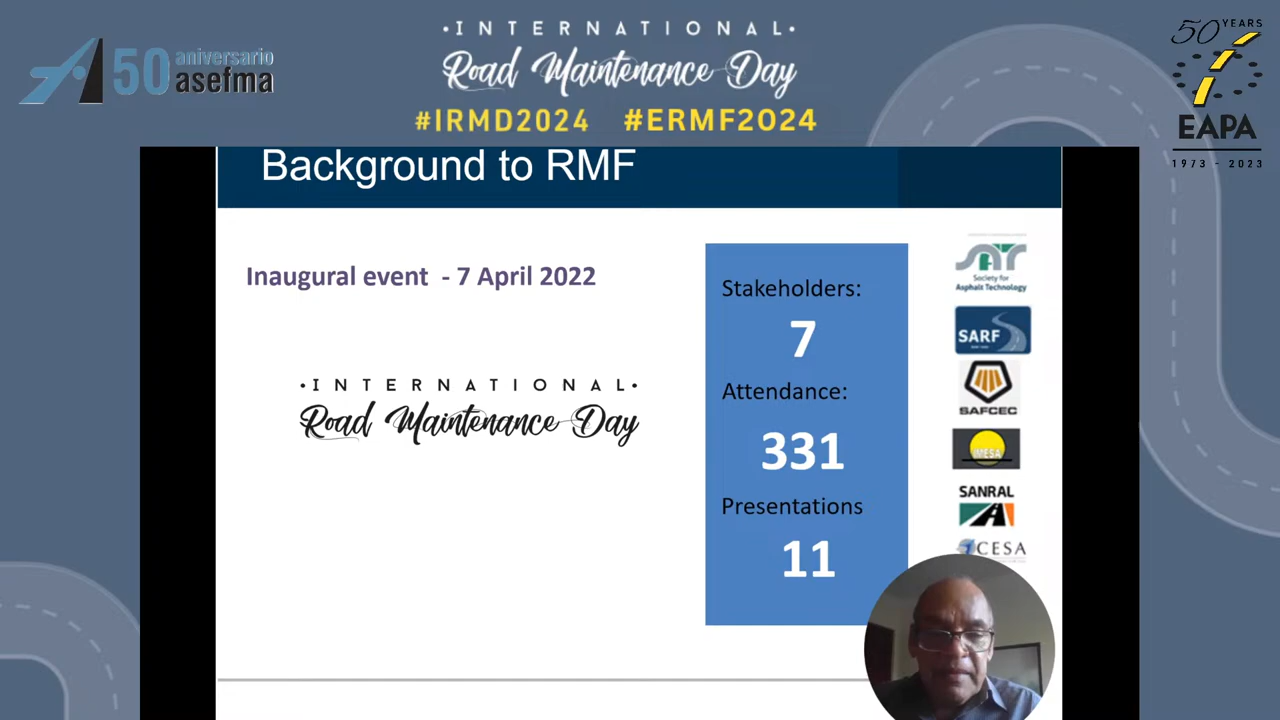 50 aniversario
asefma
·INTERNATIONAL·
Road Maintenance Day
#IRMD2024 #ERMF2024
50 YEARS
EAPA
1973 - 2023
Background to RMF
Inaugural event - 7 April 2022
·INTERNATIONAL·
Road Maintenance Day
Stakeholders:
7
Attendance:
331
Presentations
11
SAT
Society for
Asphalt Technology
SARF
SAFCEC
IMESA
SANRAL
CESA